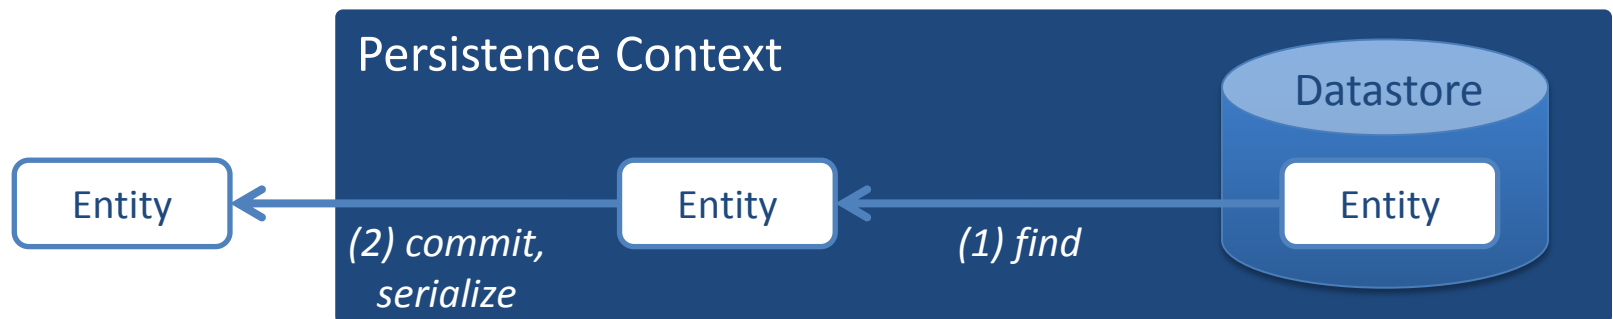 Persistence Context
Datastore
Entity
Entity
Entity
(2) commit,
serialize
(1) find